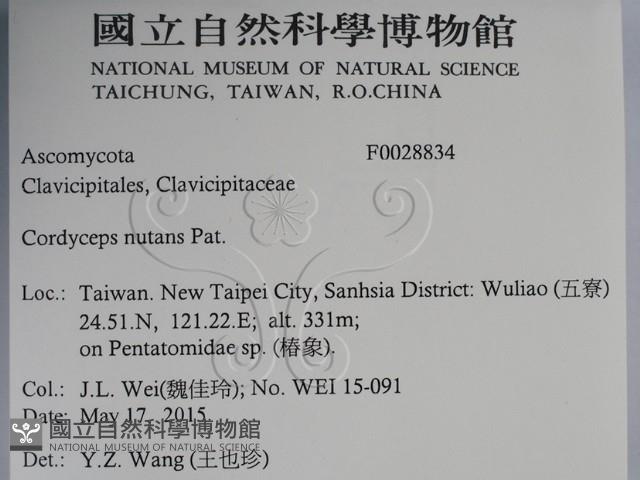 國立自然科學博物館
NATIONAL MUSEUM OF NATURAL SCIENCE
TAICHUNG, TAIWAN, R.O.CHINA
Ascomycota F0028834
Clavicipitales, Clavicipitaceae
Cordyceps nutans Pat.
Loc.: Taiwan. New Taipei City, Sanhsia District: Wuliao (五寮)
24.51.N, 121.22.E; alt. 331m;
on Pentatomidae sp. (椿象).
Col.: J.L. Wei(魏佳玲); No. WEI 15-091
Date: May 17, 2015
國立自然科學博物館
NATIONAL MUSEUM OF NATURAL SCIENCE
Det.: Y.Z. Wang (王也珍)